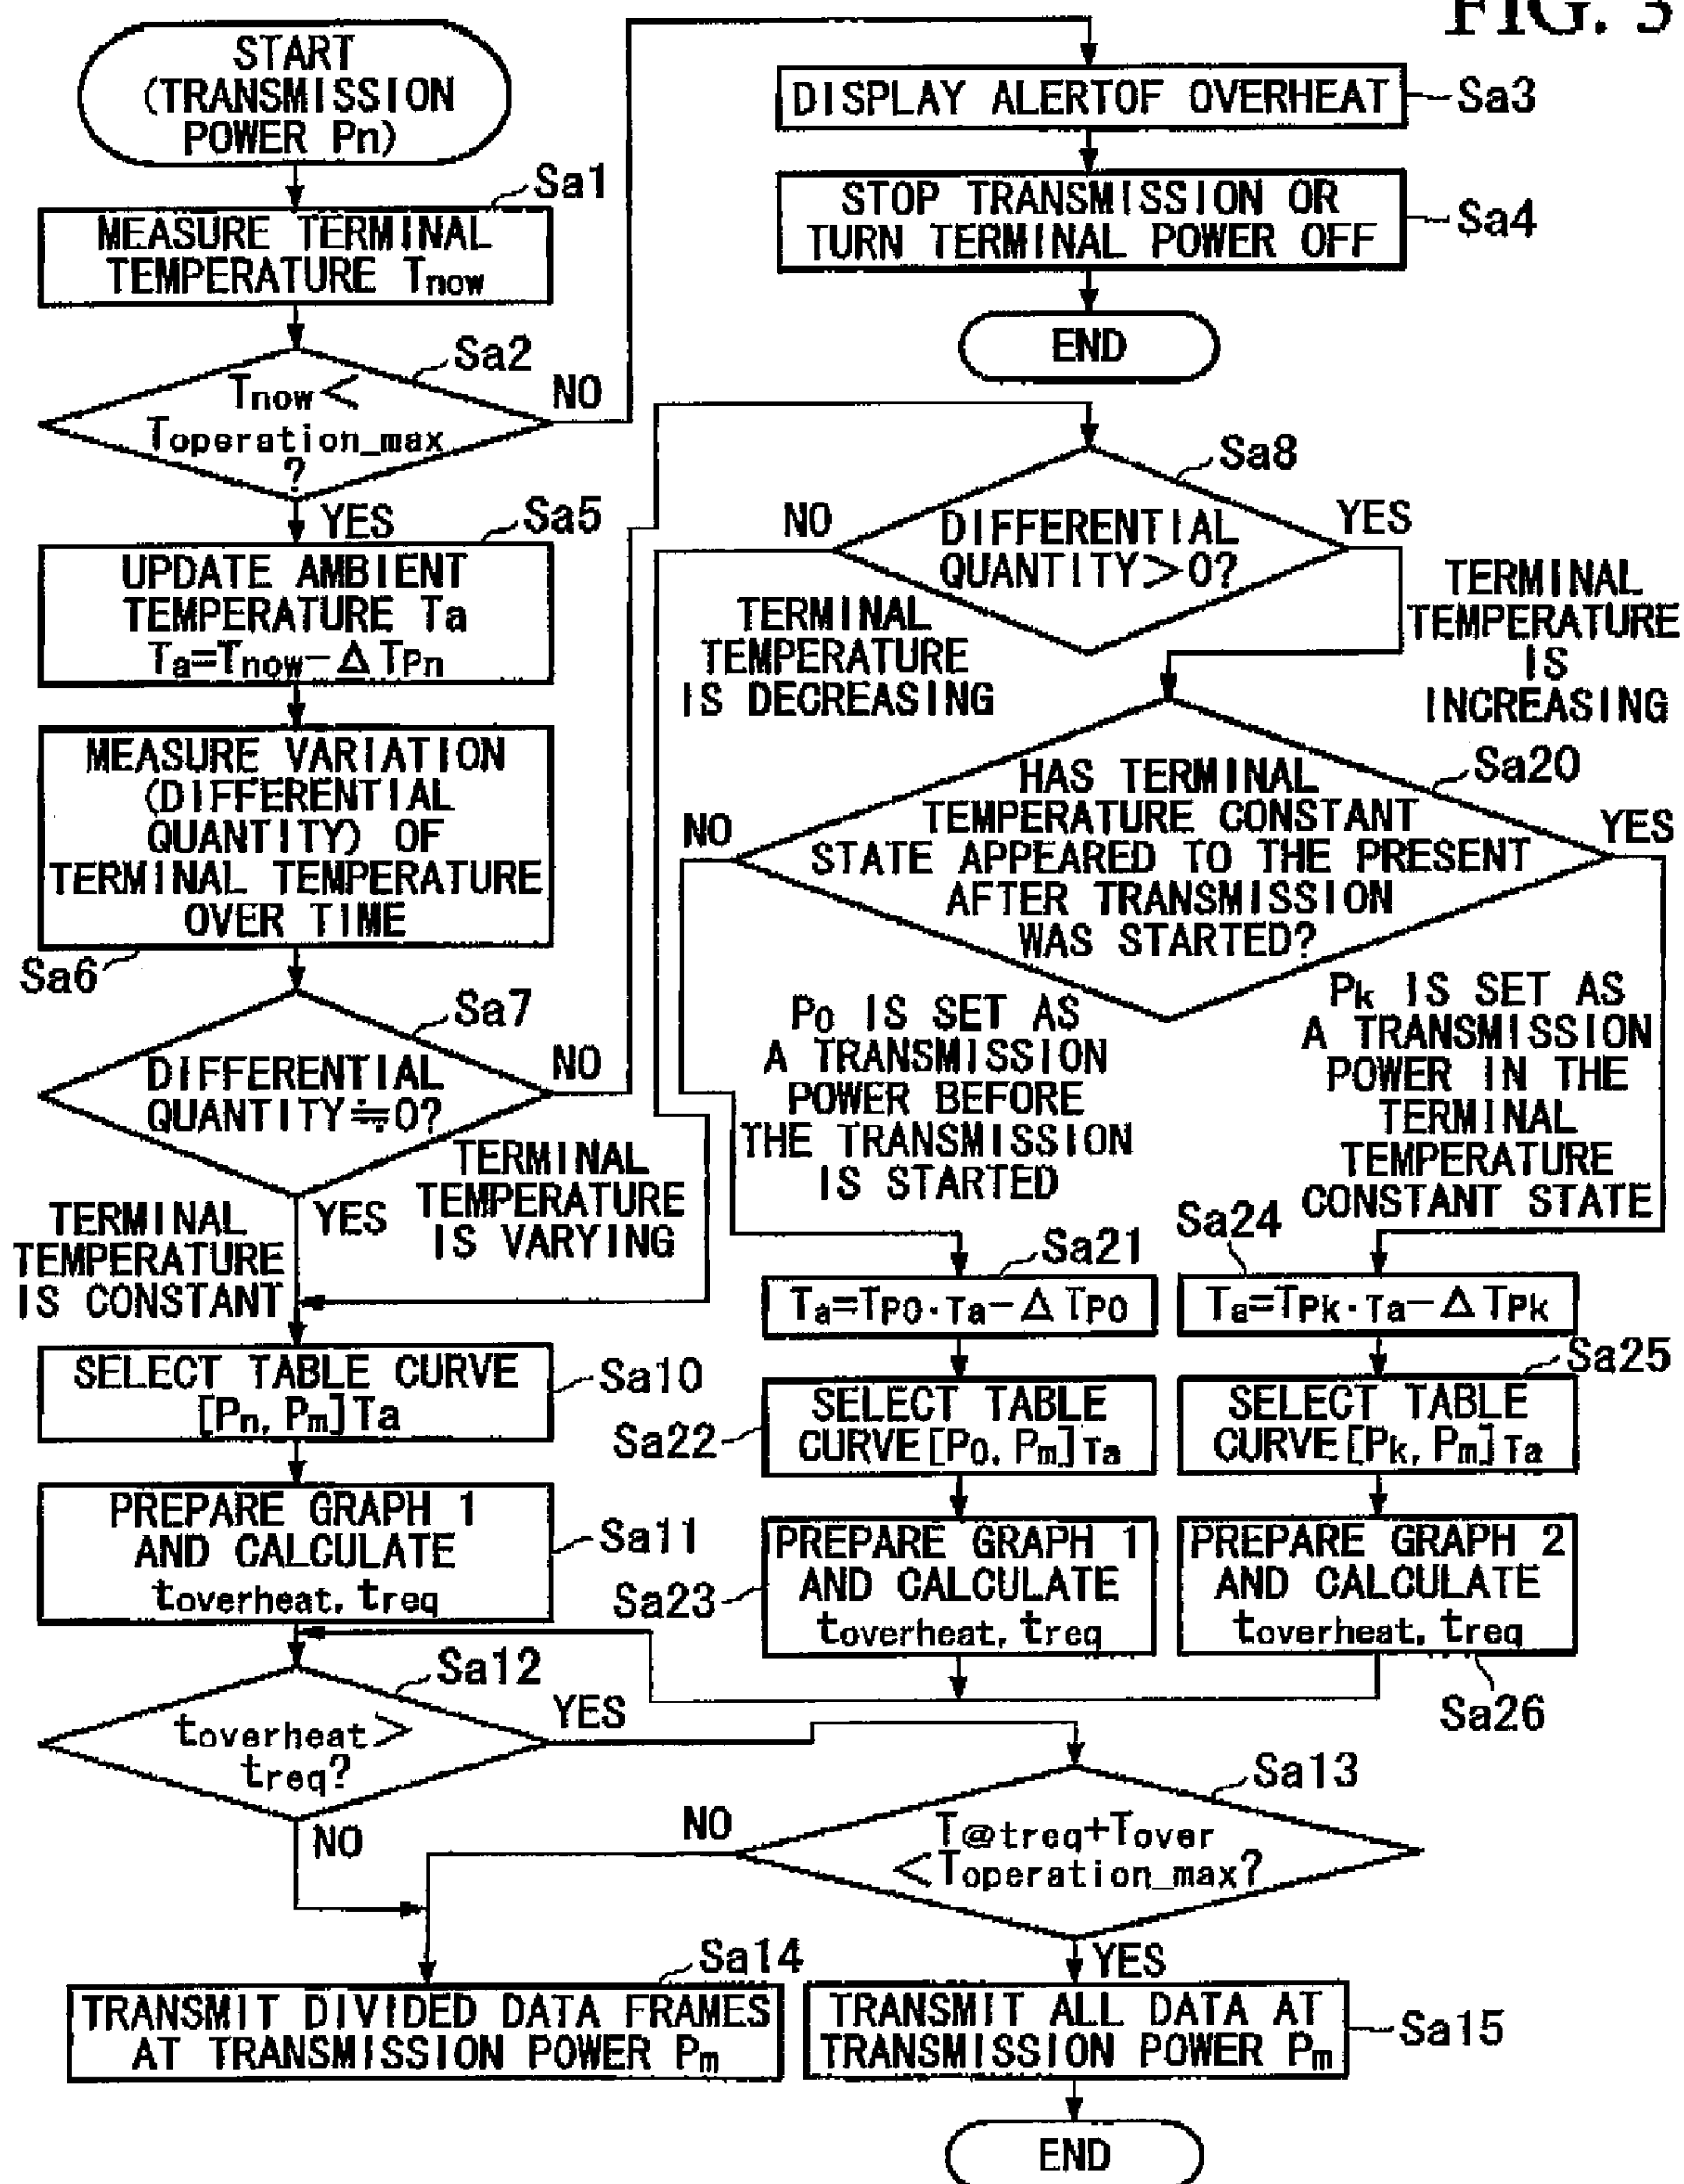 FIG. 3
START
(TRANSMISSION
POWER Pn)
Sa1
MEASURE TERMINAL
TEMPERATURE Tnow
Sa2
Tnow<
Toperation_max
?
NO
YES
DISPLAY ALERTOF OVERHEAT
Sa3
STOP TRANSMISSION OR
TURN TERMINAL POWER OFF
Sa4
END
Sa5
UPDATE AMBIENT
TEMPERATURE Ta
Ta=Tnow-ΔTPn
MEASURE VARIATION
(DIFFERENTIAL
QUANTITY) OF
TERMINAL TEMPERATURE
OVER TIME
Sa6
Sa7
DIFFERENTIAL
QUANTITY≒0?
NO
TERMINAL
TEMPERATURE
IS VARYING
YES
TERMINAL
TEMPERATURE
IS CONSTANT
Sa8
DIFFERENTIAL
QUANTITY>0?
NO
TERMINAL
TEMPERATURE
IS DECREASING
YES
TERMINAL
TEMPERATURE
IS
INCREASING
Sa20
HAS TERMINAL
TEMPERATURE CONSTANT
STATE APPEARED TO THE PRESENT
AFTER TRANSMISSION
WAS STARTED?
NO
P0 IS SET AS
A TRANSMISSION
POWER BEFORE
THE TRANSMISSION
IS STARTED
YES
Pk IS SET AS
A TRANSMISSION
POWER IN THE
TERMINAL
TEMPERATURE
CONSTANT STATE
Sa21
Ta=TP0·Ta-ΔTP0
Sa24
Ta=TPk·Ta-ΔTPk
SELECT TABLE CURVE
[Pn, Pm]Ta
Sa10
SELECT TABLE
CURVE[P0, Pm]Ta
Sa22
Sa25
SELECT TABLE
CURVE[Pk, Pm]Ta
PREPARE GRAPH 1
AND CALCULATE
toverheat, treq
Sa11
PREPARE GRAPH 1
AND CALCULATE
toverheat, treq
Sa23
PREPARE GRAPH 2
AND CALCULATE
toverheat, treq
Sa26
Sa12
toverheat>
treq?
YES
NO
Sa13
T@treq+Tover
<Toperation_max?
NO
YES
Sa14
TRANSMIT DIVIDED DATA FRAMES
AT TRANSMISSION POWER Pm
TRANSMIT ALL DATA AT
TRANSMISSION POWER Pm
Sa15
END